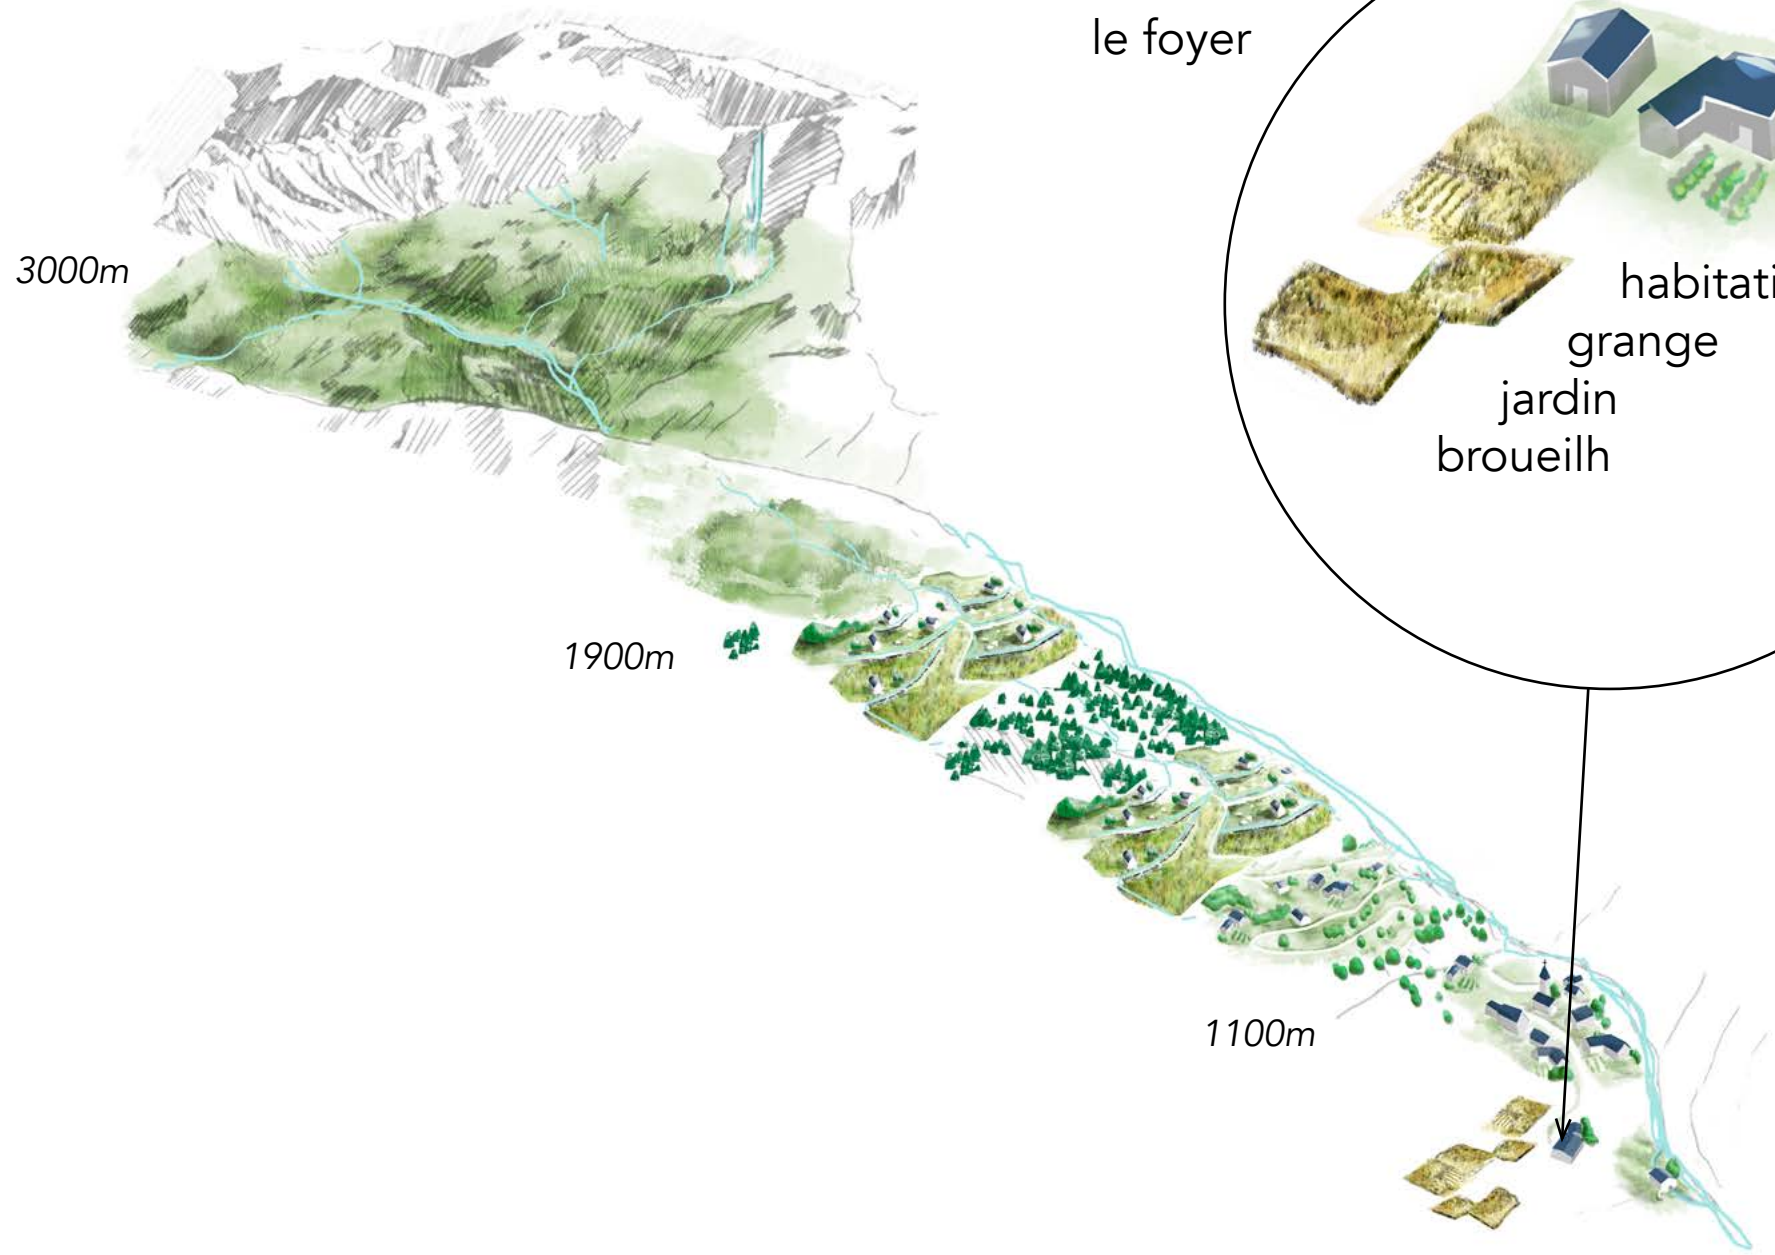 le foyer
3000m
habitati
grange
jardin
broueilh
1900m
1100m